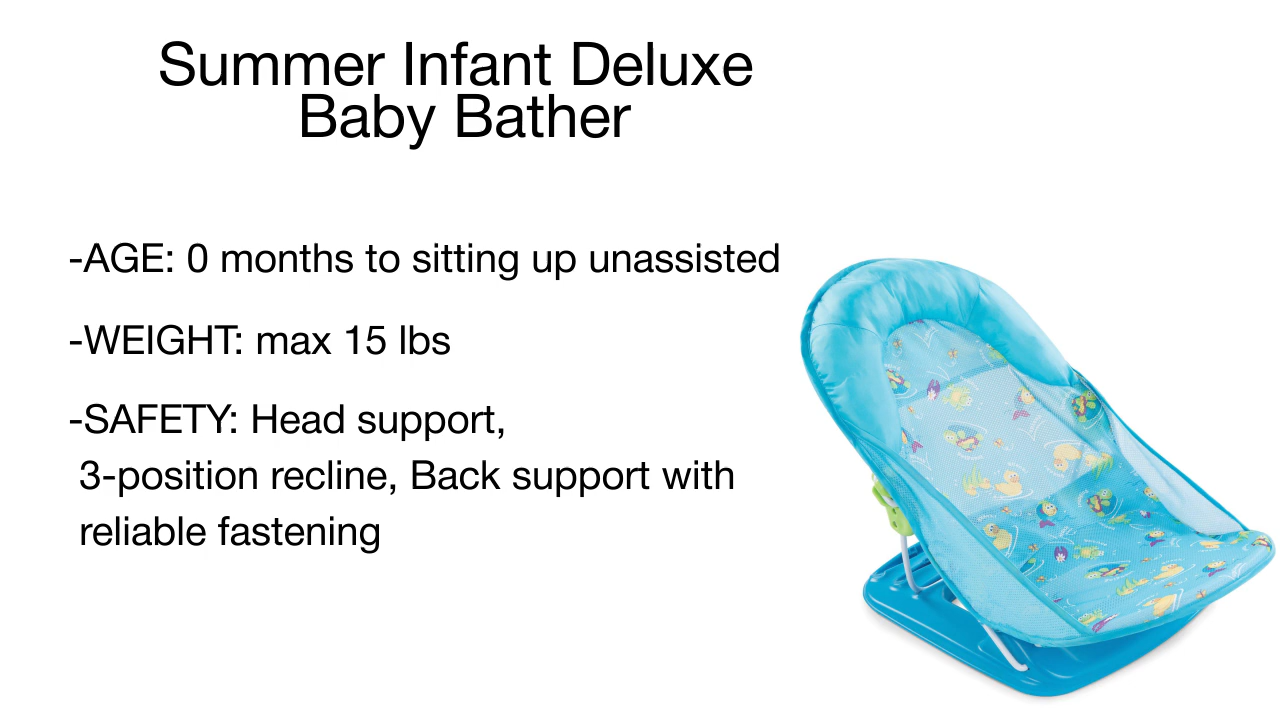 Summer Infant Deluxe
Baby Bather
-AGE: 0 months to sitting up unassisted
-WEIGHT: max 15 lbs
-SAFETY: Head support,
3-position recline, Back support with
reliable fastening